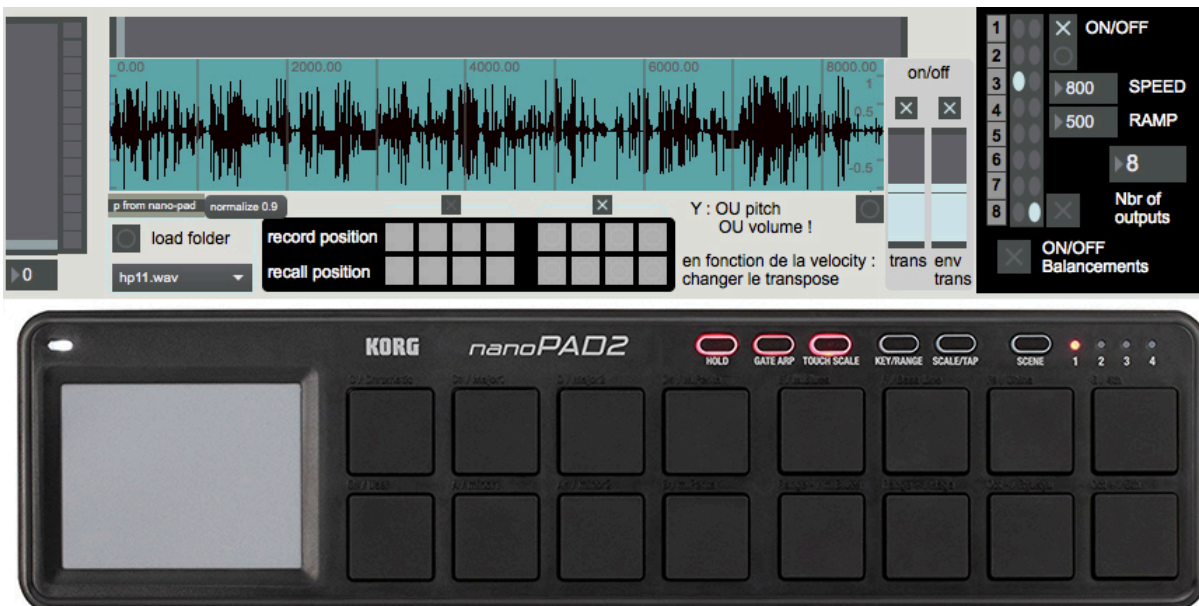 0.00 2000.00 4000.00 6000.00 8000.00
1
0.5
-0.5
on/off
p from nano-pad
normalize 0.9
load folder
hp11.wav
0
record position
recall position
Y : OU pitch
OU volume !
en fonction de la velocity :
changer le transpose
trans
env
trans
1
2
3
4
5
6
7
8
ON/OFF
800 SPEED
500 RAMP
8
Nbr of
outputs
ON/OFF
Balancements
KORG nanoPAD2
HOLD GATE ARP TOUCH SCALE KEY/RANGE SCALE/TAP SCENE 1 2 3 4